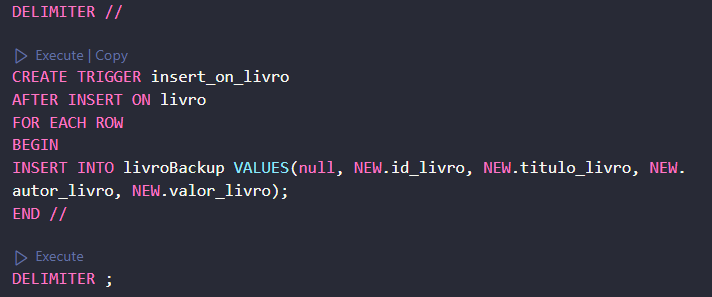 DELIMITER //
Execute | Copy
CREATE TRIGGER insert_on_livro
AFTER INSERT ON livro
FOR EACH ROW
BEGIN
INSERT INTO livroBackup VALUES(null, NEW.id_livro, NEW.titulo_livro, NEW.
autor_livro, NEW.valor_livro);
END //
Execute
DELIMITER ;